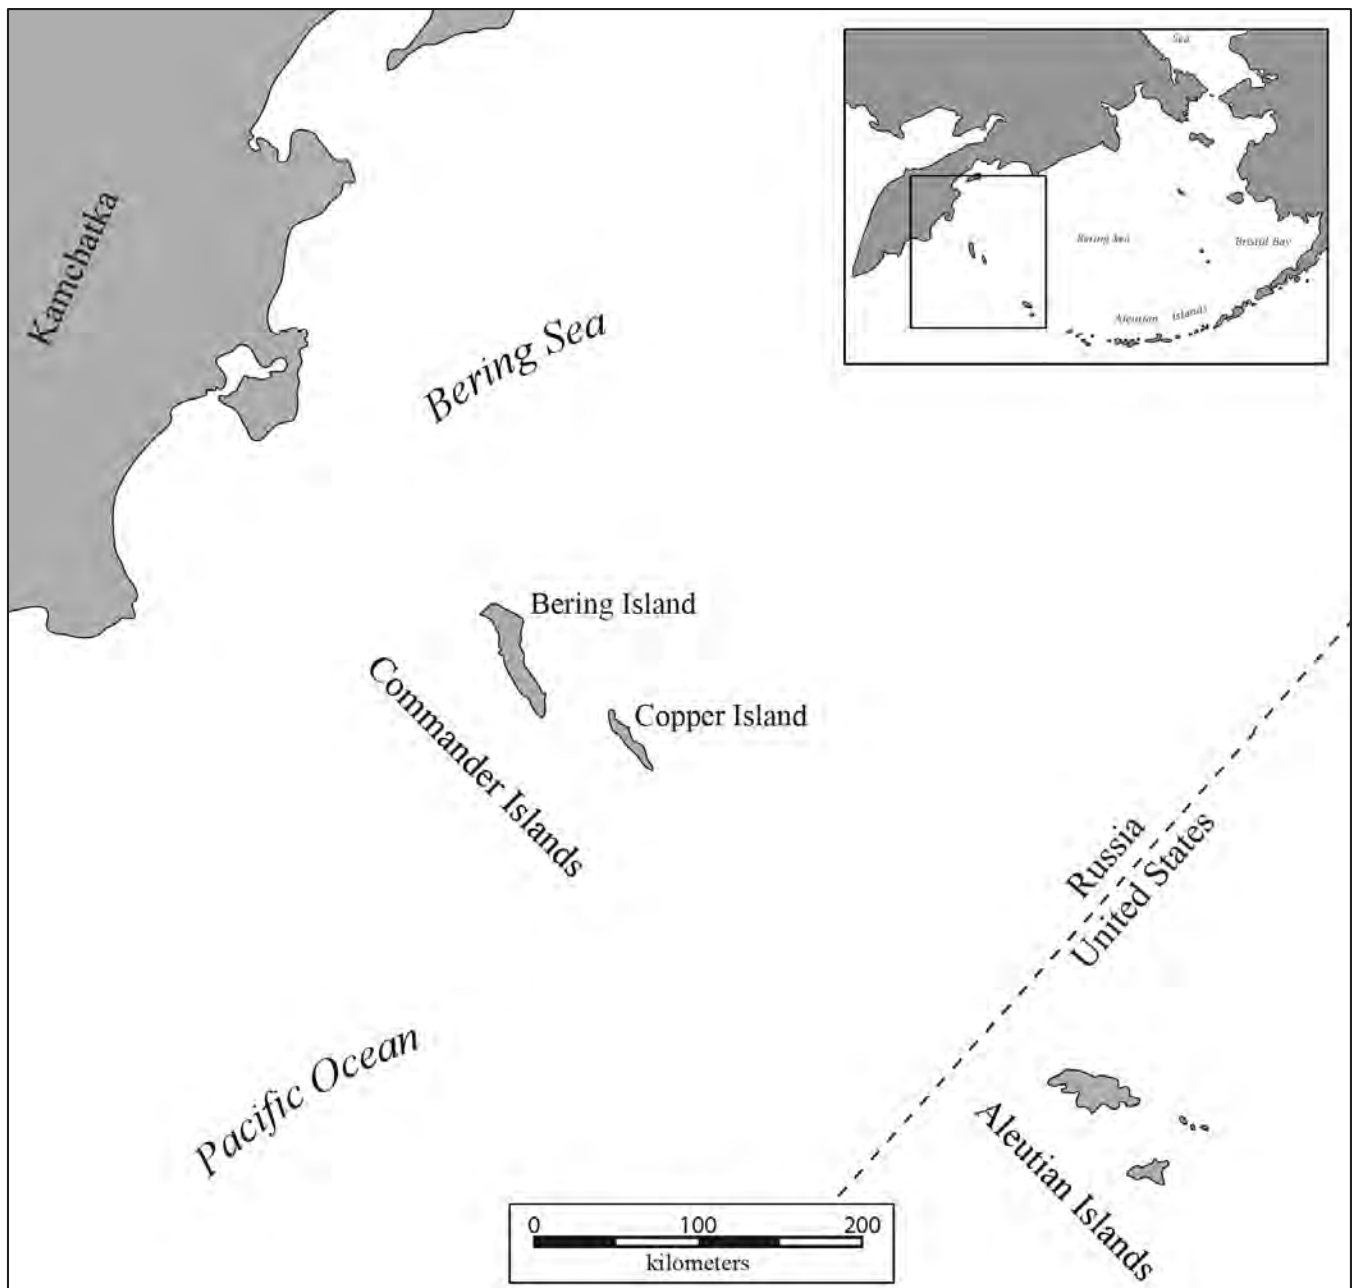 Sea
Bering Sea
Bristol Bay
Aleutian Islands
Kamchatka
Bering Sea
Bering Island
Commander Islands
Copper Island
Russia
United States
Pacific Ocean
Aleutian Islands
0 100 200
kilometers